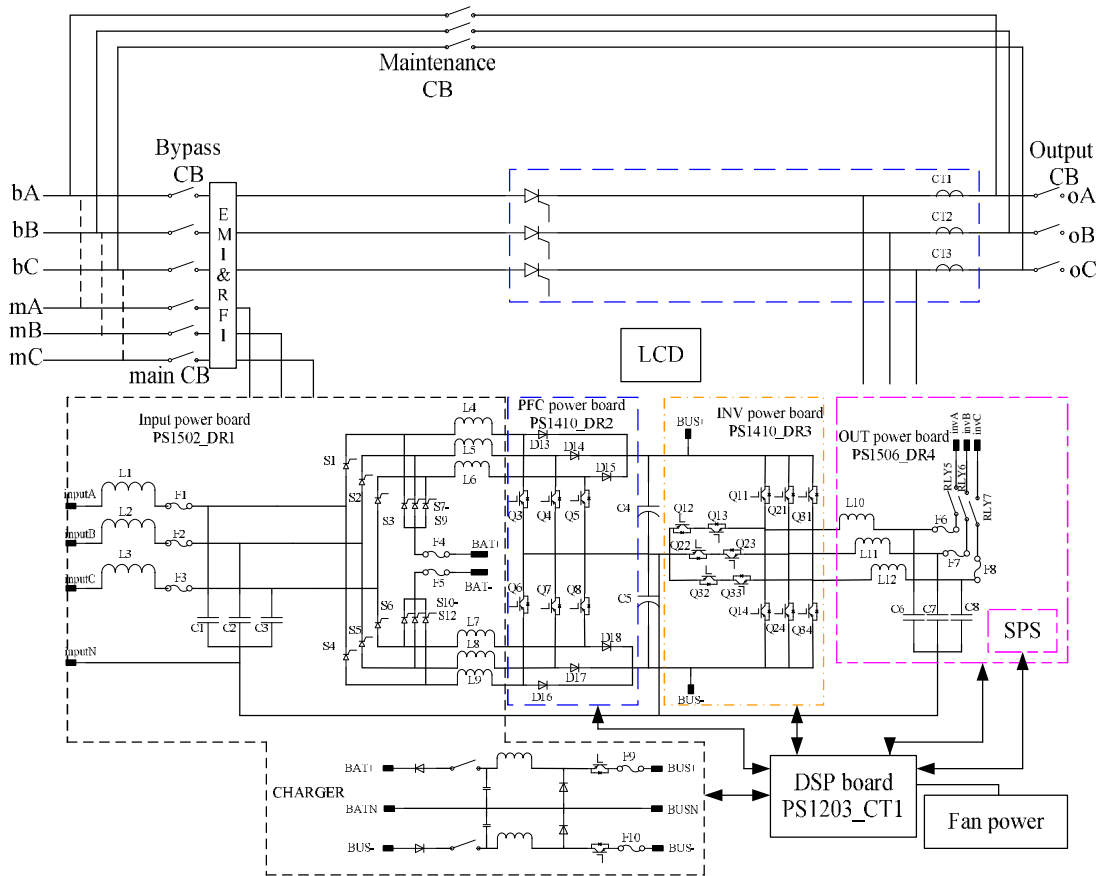 Maintenance
CB
Bypass
CB
Output
CB
bA
bB
bC
mA
mB
mC
main CB
EMI&RFI
CT1
CT2
CT3
oA
oB
oC
LCD
Input power board
PS1502_DR1
PFC power board
PS1410_DR2
INV power board
PS1410_DR3
OUT power board
PS1506_DR4
inputA
inputB
inputC
inputN
L1
L2
L3
F1
F2
F3
C1
C2
C3
S1
S2
S3
S7-
S9
L4
L5
L6
F4
BAT+
F5
BAT-
S10-
S12
S6
S5
S4
L7
L8
L9
D13
D14
D15
Q3
Q4
Q5
Q6
Q7
Q8
D18
D17
D16
BUS+
C4
C5
BUS-
Q11
Q21
Q31
Q12
Q13
Q22
Q23
Q32
Q33
Q14
Q24
Q34
invA
invB
invC
RLY5
RLY6
RLY7
L10
L11
L12
F6
F7
F8
C6
C7
C8
SPS
CHARGER
BAT+
BATN
BUS-
F9
F10
BUS+
BUSN
BUS-
DSP board
PS1203_CT1
Fan power